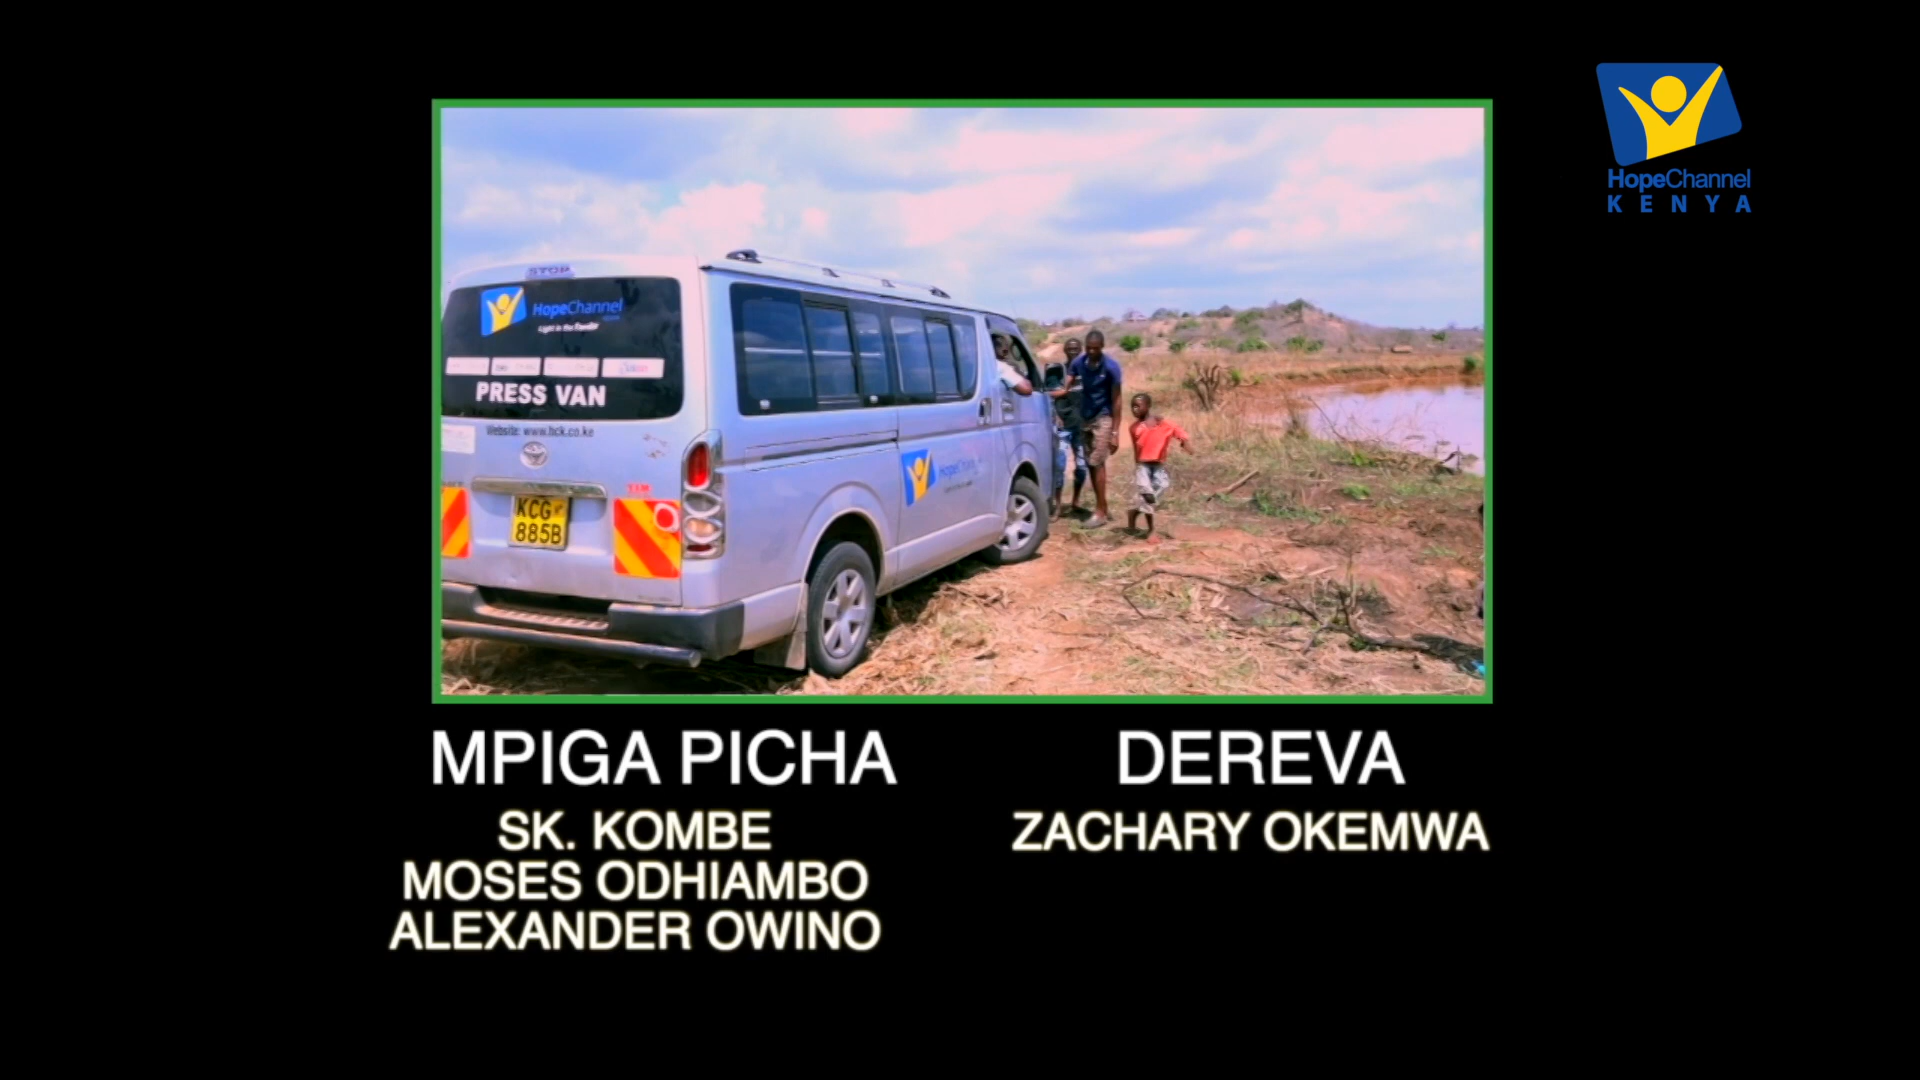 HopeChannel
KENYA
STOP
HopeChannel
PRESS VAN
Website: www.hck.co.ke
KCG
885B
HopeChannel
MPIGA PICHA
SK. KOMBE
MOSES ODHIAMBO
ALEXANDER OWINO
DEREVA
ZACHARY OKEMWA